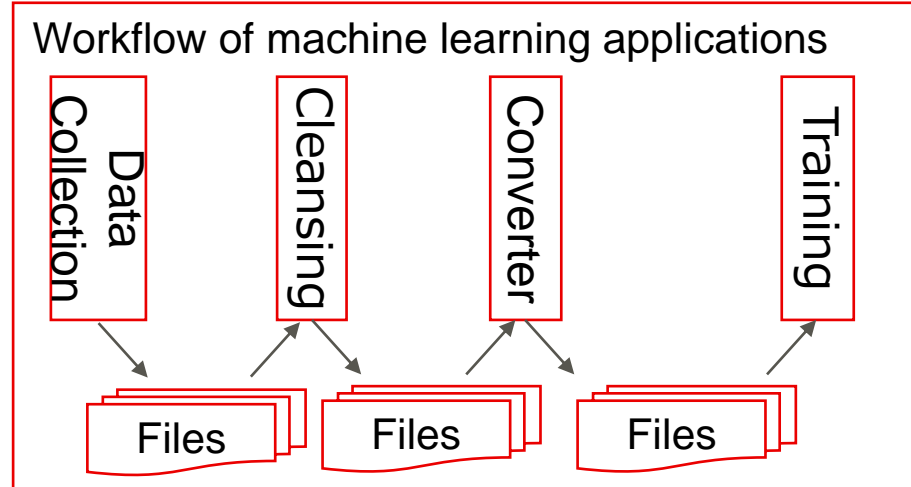 Workflow of machine learning applications
Data
Collection
Cleansing
Converter
Training
Files
Files
Files